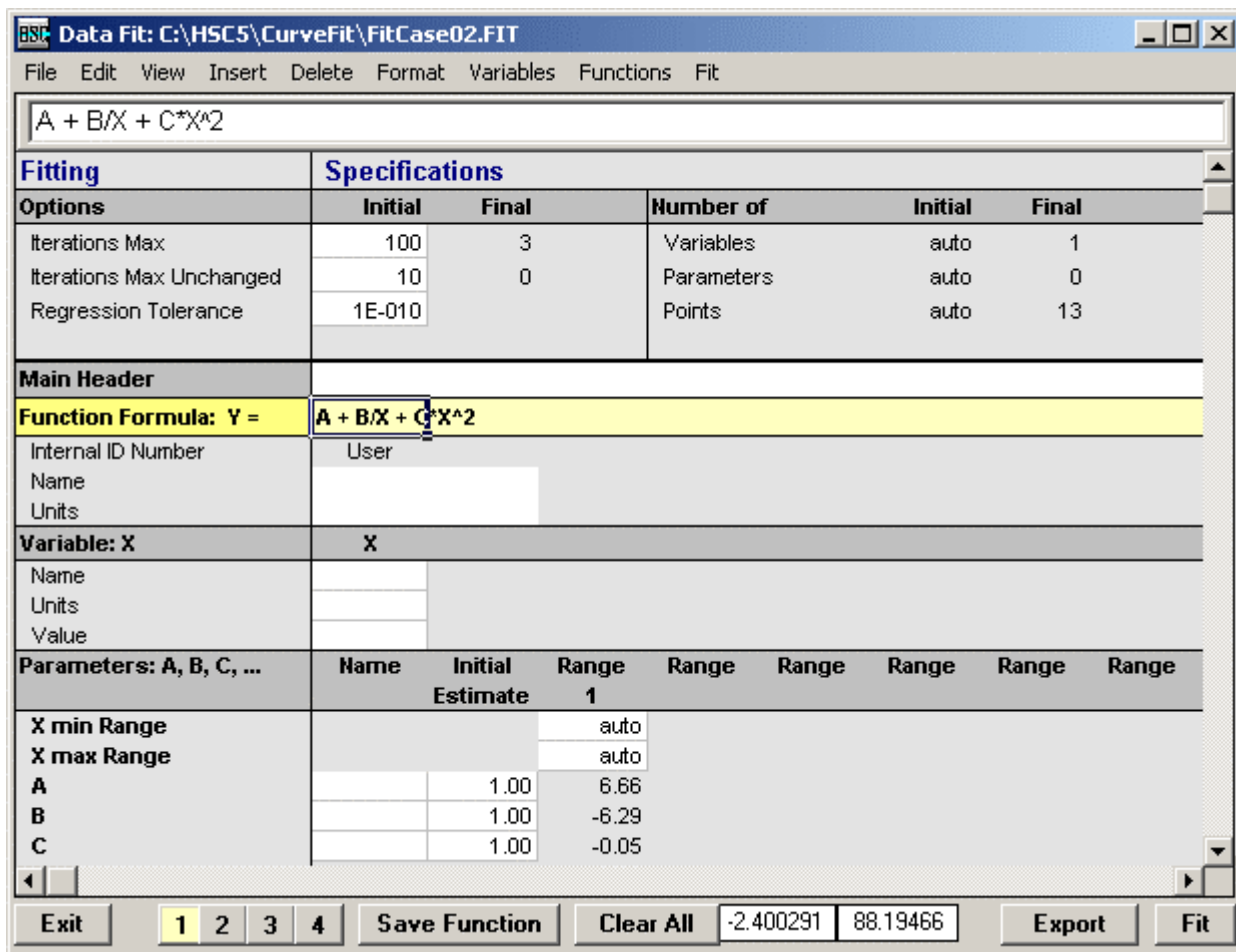 HSC Data Fit: C:\HSC5\CurveFit\FitCase02.FIT
File Edit View Insert Delete Format Variables Functions Fit
A + B/X + C*X^2
Fitting Specifications
Options Initial Final Number of Initial Final
Iterations Max 100 3 Variables auto 1
Iterations Max Unchanged 10 0 Parameters auto 0
Regression Tolerance 1E-010 Points auto 13
Main Header
Function Formula: Y = A + B/X + C*X^2
Internal ID Number User
Name
Units
Variable: X X
Name
Units
Value
Parameters: A, B, C, ... Name Initial Range Range Range Range Range Range
Estimate 1
X min Range auto
X max Range auto
A 1.00 6.66
B 1.00 -6.29
C 1.00 -0.05
Exit 1 2 3 4 Save Function Clear All -2.400291 88.19466 Export Fit